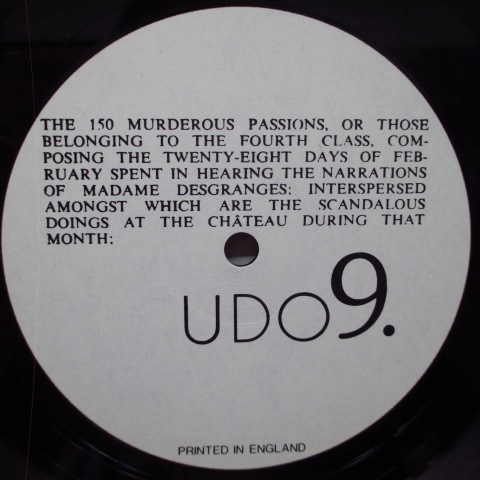 THE 150 MURDEROUS PASSIONS, OR THOSE
BELONGING TO THE FOURTH CLASS, COM-
POSING THE TWENTY-EIGHT DAYS OF FEB-
RUARY SPENT IN HEARING THE NARRATIONS
OF MADAME DESGRANGES; INTERSPERSED
AMONGST WHICH ARE THE SCANDALOUS
DOINGS AT THE CHÂTEAU DURING THAT
MONTH;
UDO9.
PRINTED IN ENGLAND